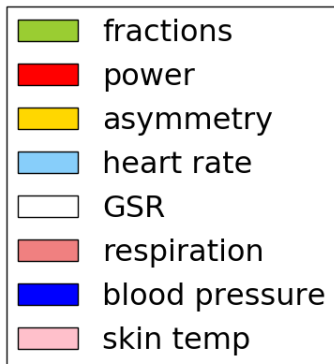 fractions
power
asymmetry
heart rate
GSR
respiration
blood pressure
skin temp